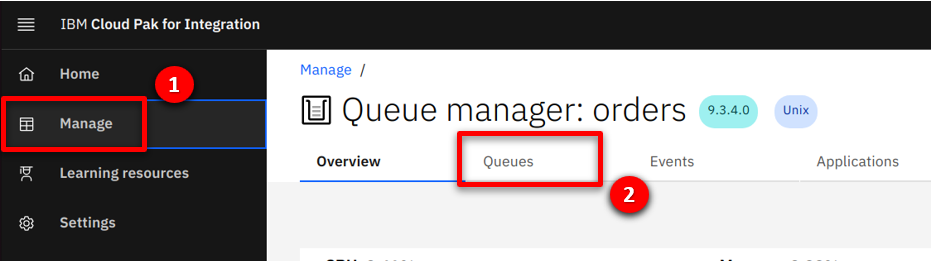 IBM Cloud Pak for Integration
Home
1
Manage
Learning resources
Settings
Manage /
Queue manager: orders 9.3.4.0 Unix
Overview Queues Events Applications
2